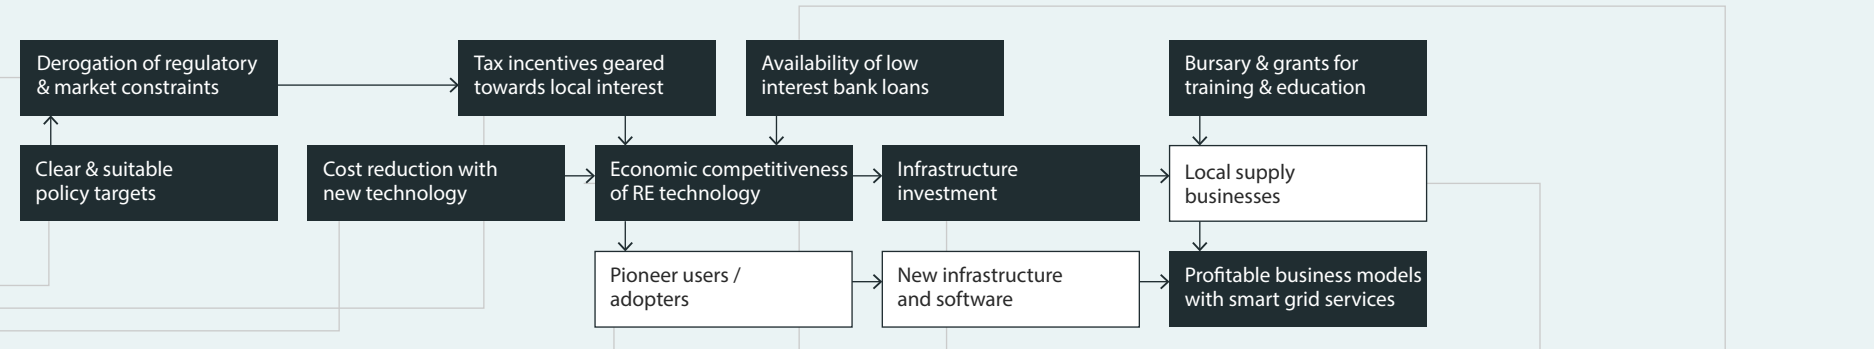 Derogation of regulatory
& market constraints
Tax incentives geared
towards local interest
Availability of low
interest bank loans
Bursary & grants for
training & education
Clear & suitable
policy targets
Cost reduction with
new technology
Economic competitiveness
of RE technology
Infrastructure
investment
Local supply
businesses
Pioneer users /
adopters
New infrastructure
and software
Profitable business models
with smart grid services